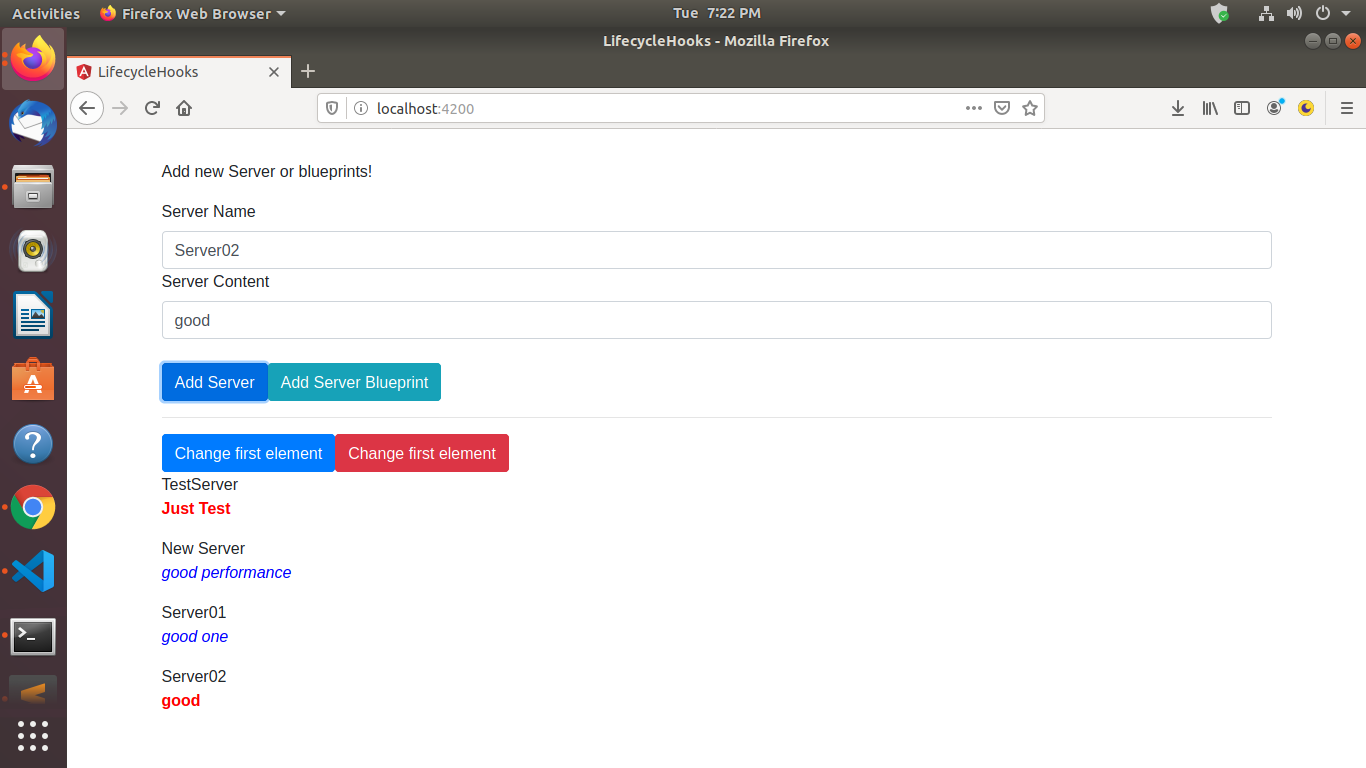 Activities Firefox Web Browser Tue 7:22 PM
LifecycleHooks - Mozilla Firefox
LifecycleHooks
localhost:4200
Add new Server or blueprints!
Server Name
Server02
Server Content
good
Add Server Add Server Blueprint
Change first element Change first element
TestServer
Just Test
New Server
good performance
Server01
good one
Server02
good